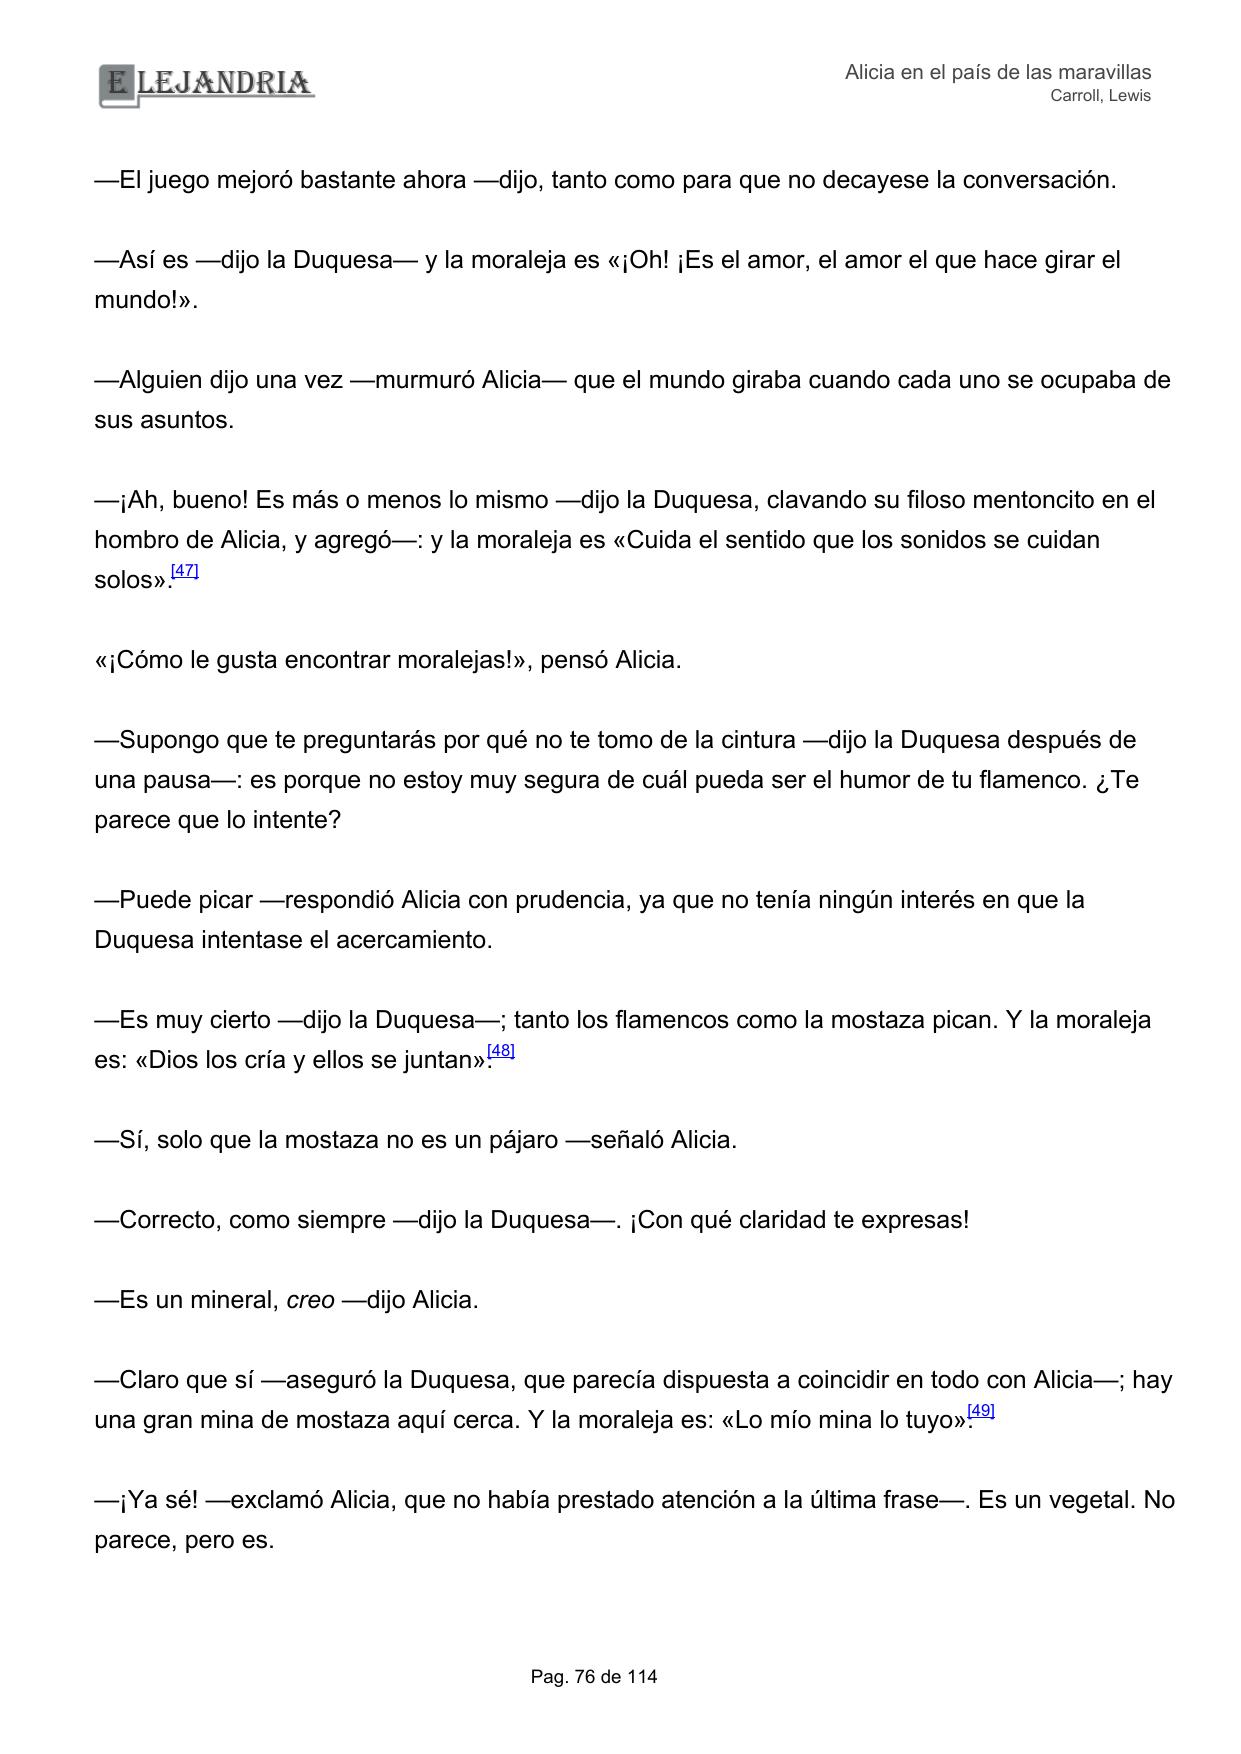 ELEJANDRIA
Alicia en el país de las maravillas
Carroll, Lewis
—El juego mejoró bastante ahora —dijo, tanto como para que no decayese la conversación.
—Así es —dijo la Duquesa— y la moraleja es «¡Oh! ¡Es el amor, el amor el que hace girar el
mundo!».
—Alguien dijo una vez —murmuró Alicia— que el mundo giraba cuando cada uno se ocupaba de
sus asuntos.
—¡Ah, bueno! Es más o menos lo mismo —dijo la Duquesa, clavando su filoso mentoncito en el
hombro de Alicia, y agregó—: y la moraleja es «Cuida el sentido que los sonidos se cuidan
solos».[47]
«¡Cómo le gusta encontrar moralejas!», pensó Alicia.
—Supongo que te preguntarás por qué no te tomo de la cintura —dijo la Duquesa después de
una pausa—: es porque no estoy muy segura de cuál pueda ser el humor de tu flamenco. ¿Te
parece que lo intente?
—Puede picar —respondió Alicia con prudencia, ya que no tenía ningún interés en que la
Duquesa intentase el acercamiento.
—Es muy cierto —dijo la Duquesa—; tanto los flamencos como la mostaza pican. Y la moraleja
es: «Dios los cría y ellos se juntan».[48]
—Sí, solo que la mostaza no es un pájaro —señaló Alicia.
—Correcto, como siempre —dijo la Duquesa—. ¡Con qué claridad te expresas!
—Es un mineral, creo —dijo Alicia.
—Claro que sí —aseguró la Duquesa, que parecía dispuesta a coincidir en todo con Alicia—; hay
una gran mina de mostaza aquí cerca. Y la moraleja es: «Lo mío mina lo tuyo».[49]
—¡Ya sé! —exclamó Alicia, que no había prestado atención a la última frase—. Es un vegetal. No
parece, pero es.
Pag. 76 de 114